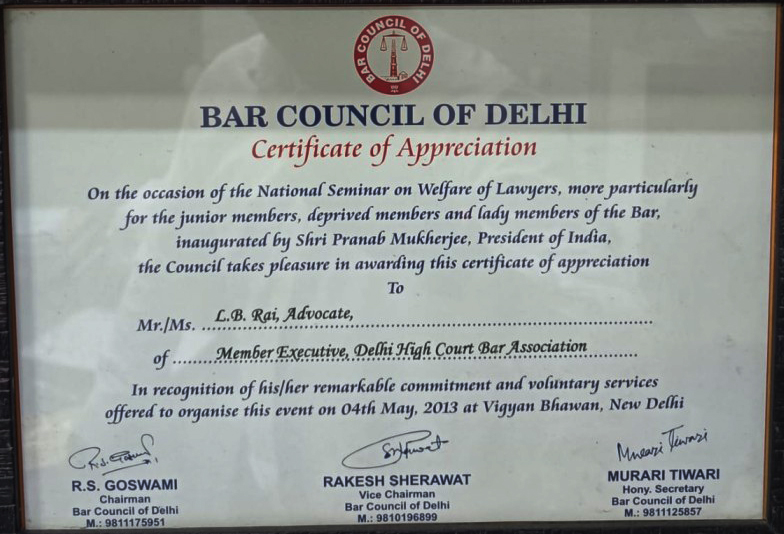 BAR COUNCIL OF DELHI
BAR COUNCIL OF DELHI
Certificate of Appreciation
On the occasion of the National Seminar on Welfare of Lawyers, more particularly
for the junior members, deprived members and lady members of the Bar,
inaugurated by Shri Pranab Mukherjee, President of India,
the Council takes pleasure in awarding this certificate of appreciation
To
Mr./Ms. L.B. Rai, Advocate,
of Member Executive, Delhi High Court Bar Association
In recognition of his/her remarkable commitment and voluntary services
offered to organise this event on 04th May, 2013 at Vigyan Bhawan, New Delhi
Murari Tiwari
R.S. GOSWAMI
Chairman
Bar Council of Delhi
M.: 9811175951
RAKESH SHERAWAT
Vice Chairman
Bar Council of Delhi
M.: 9810196899
MURARI TIWARI
Hony. Secretary
Bar Council of Delhi
M.: 9811125857